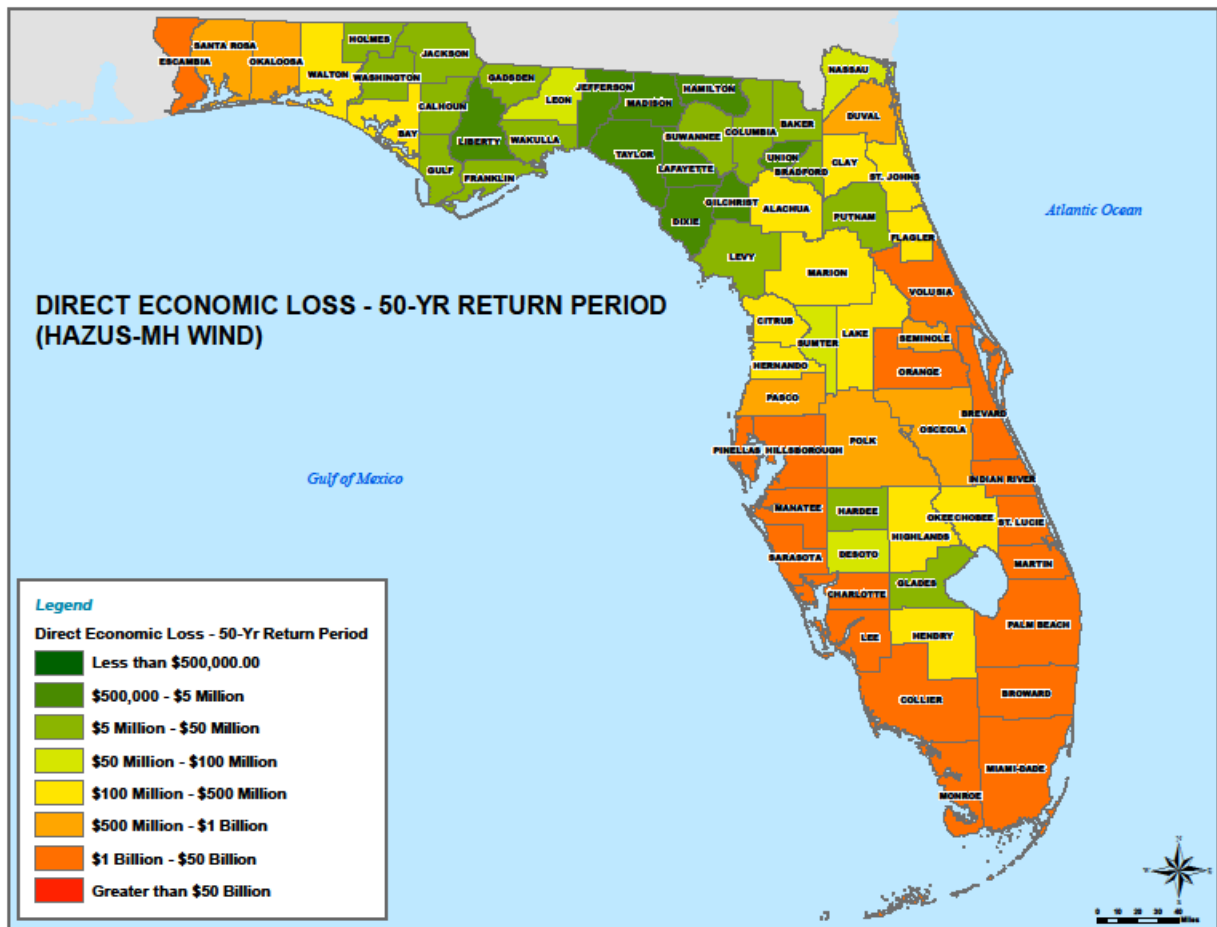 HOLMES
SANTA ROSA
JACKSON
ESCAMBIA
OKALOOSA
WALTON
WASHINGTON
GADSDEN
NASSAU
JEFFERSON
HAMILTON
LEON
MADISON
CALHOUN
DUVAL
BAKER
BAY
SUWANNEE
COLUMBIA
LIBERTY
WAKULLA
TAYLOR
UNION
CLAY
LAFAYETTE
BRADFORD
GULF
FRANKLIN
ST. JOHNS
GILCHRIST
ALACHUA
DIXIE
PUTNAM
Atlantic Ocean
FLAGLER
LEVY
MARION
VOLUSIA
DIRECT ECONOMIC LOSS - 50-YR RETURN PERIOD
(HAZUS-MH WIND)
CITRUS
LAKE
SUMTER
SEMINOLE
HERNANDO
ORANGE
PASCO
BREVARD
OSCEOLA
POLK
PINELLAS
HILLSBOROUGH
Gulf of Mexico
INDIAN RIVER
MANATEE
HARDEE
OKEECHOBEE
ST. LUCIE
HIGHLANDS
DESOTO
SARASOTA
MARTIN
GLADES
CHARLOTTE
PALM BEACH
LEE
HENDRY
BROWARD
COLLIER
MIAMI-DADE
MONROE
Legend
Direct Economic Loss - 50-Yr Return Period
Less than $500,000.00
$500,000 - $5 Million
$5 Million - $50 Million
$50 Million - $100 Million
$100 Million - $500 Million
$500 Million - $1 Billion
$1 Billion - $50 Billion
Greater than $50 Billion
N
W E
S
0 10 20 30 40
Miles